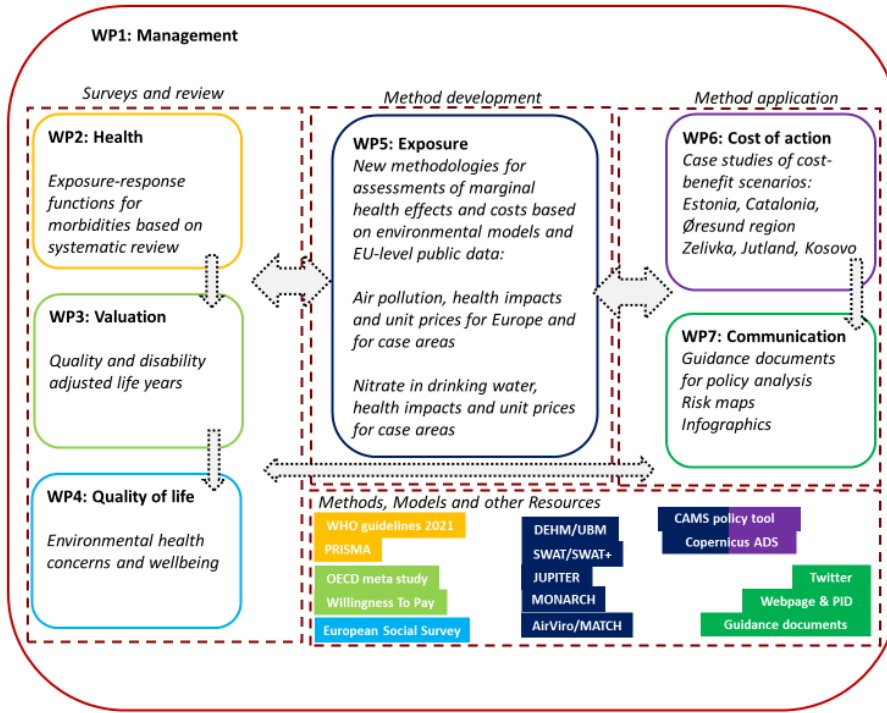 WP1: Management
Surveys and review
WP2: Health
Exposure-response
functions for
morbidities based on
systematic review
WP3: Valuation
Quality and disability
adjusted life years
WP4: Quality of life
Environmental health
concerns and wellbeing
Method development
WP5: Exposure
New methodologies for
assessments of marginal
health effects and costs based
on environmental models and
EU-level public data:
Air pollution, health impacts
and unit prices for Europe and
for case areas
Nitrate in drinking water,
health impacts and unit prices
for case areas
Method application
WP6: Cost of action
Case studies of cost-
benefit scenarios:
Estonia, Catalonia,
Øresund region
Zelivka, Jutland, Kosovo
WP7: Communication
Guidance documents
for policy analysis
Risk maps
Infographics
Methods, Models and other Resources
WHO guidelines 2021
PRISMA
OECD meta study
Willingness To Pay
European Social Survey
DEHM/UBM
SWAT/SWAT+
JUPITER
MONARCH
AirViro/MATCH
CAMS policy tool
Copernicus ADS
Twitter
Webpage & PID
Guidance documents